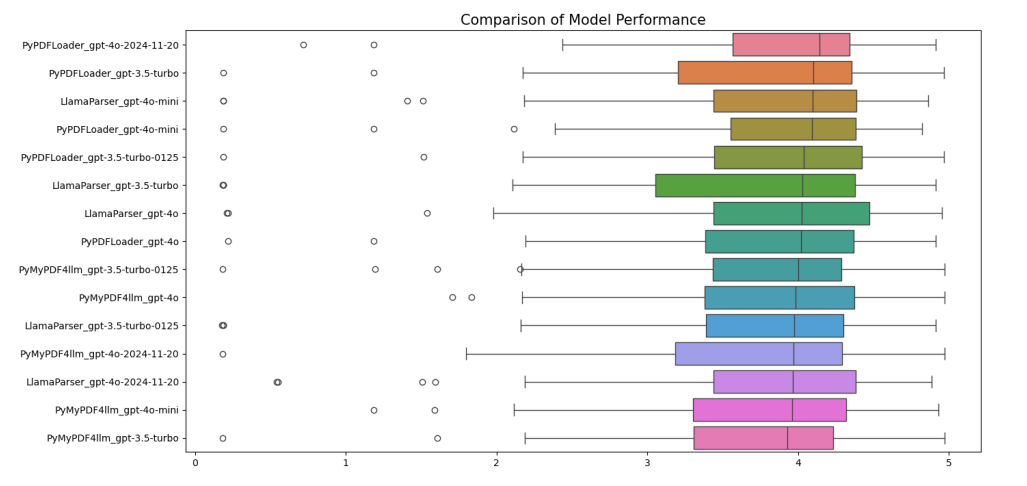 Comparison of Model Performance
PyPDFLoader_gpt-4o-2024-11-20
PyPDFLoader_gpt-3.5-turbo
LlamaParser_gpt-4o-mini
PyPDFLoader_gpt-4o-mini
PyPDFLoader_gpt-3.5-turbo-0125
LlamaParser_gpt-3.5-turbo
LlamaParser_gpt-4o
PyPDFLoader_gpt-4o
PyMyPDF4llm_gpt-3.5-turbo-0125
PyMyPDF4llm_gpt-4o
LlamaParser_gpt-3.5-turbo-0125
PyMyPDF4llm_gpt-4o-2024-11-20
LlamaParser_gpt-4o-2024-11-20
PyMyPDF4llm_gpt-4o-mini
PyMyPDF4llm_gpt-3.5-turbo
0 1 2 3 4 5